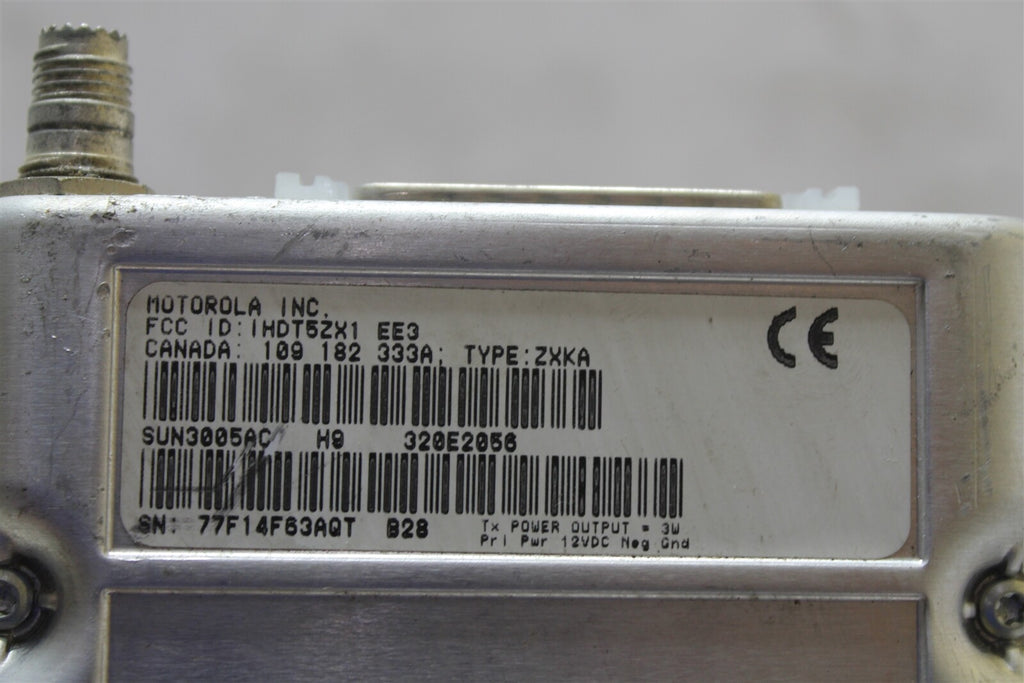 MOTOROLA INC.
FCC ID:IHDT5ZX1 EE3
CANADA: 109 182 333A; TYPE:ZXKA
CE
SUN3005AC H9 320E2056
SN: 77F14F63AQT B28
Tx POWER OUTPUT = 3W
Pri Pwr 12VDC Neg Gnd